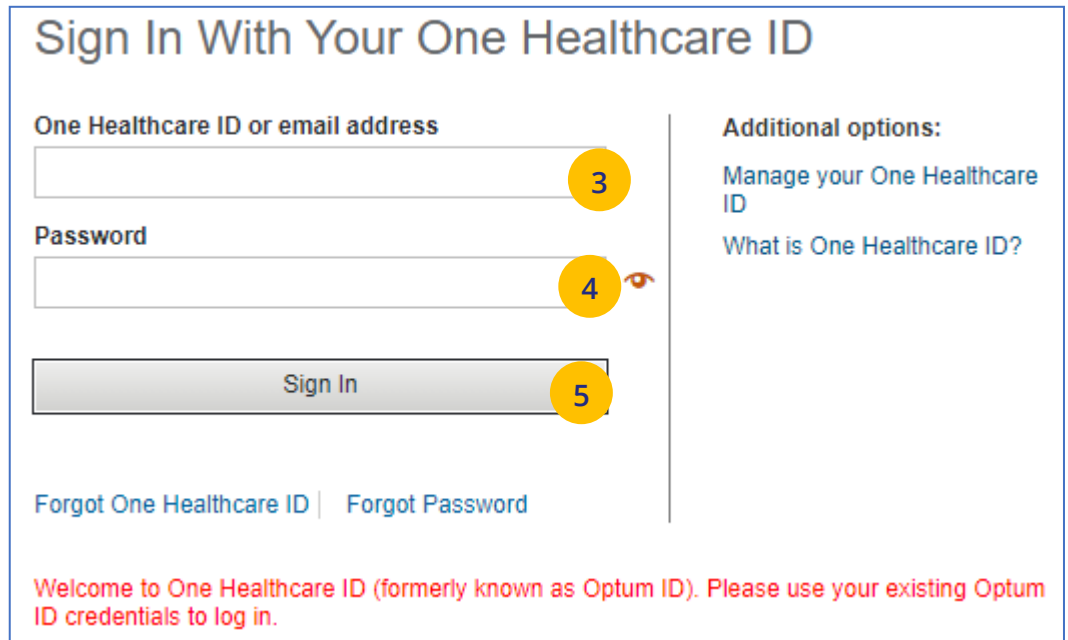 Sign In With Your One Healthcare ID
One Healthcare ID or email address
3
Password
4
Sign In
5
Forgot One Healthcare ID
Forgot Password
Additional options:
Manage your One Healthcare
ID
What is One Healthcare ID?
Welcome to One Healthcare ID (formerly known as Optum ID). Please use your existing Optum
ID credentials to log in.